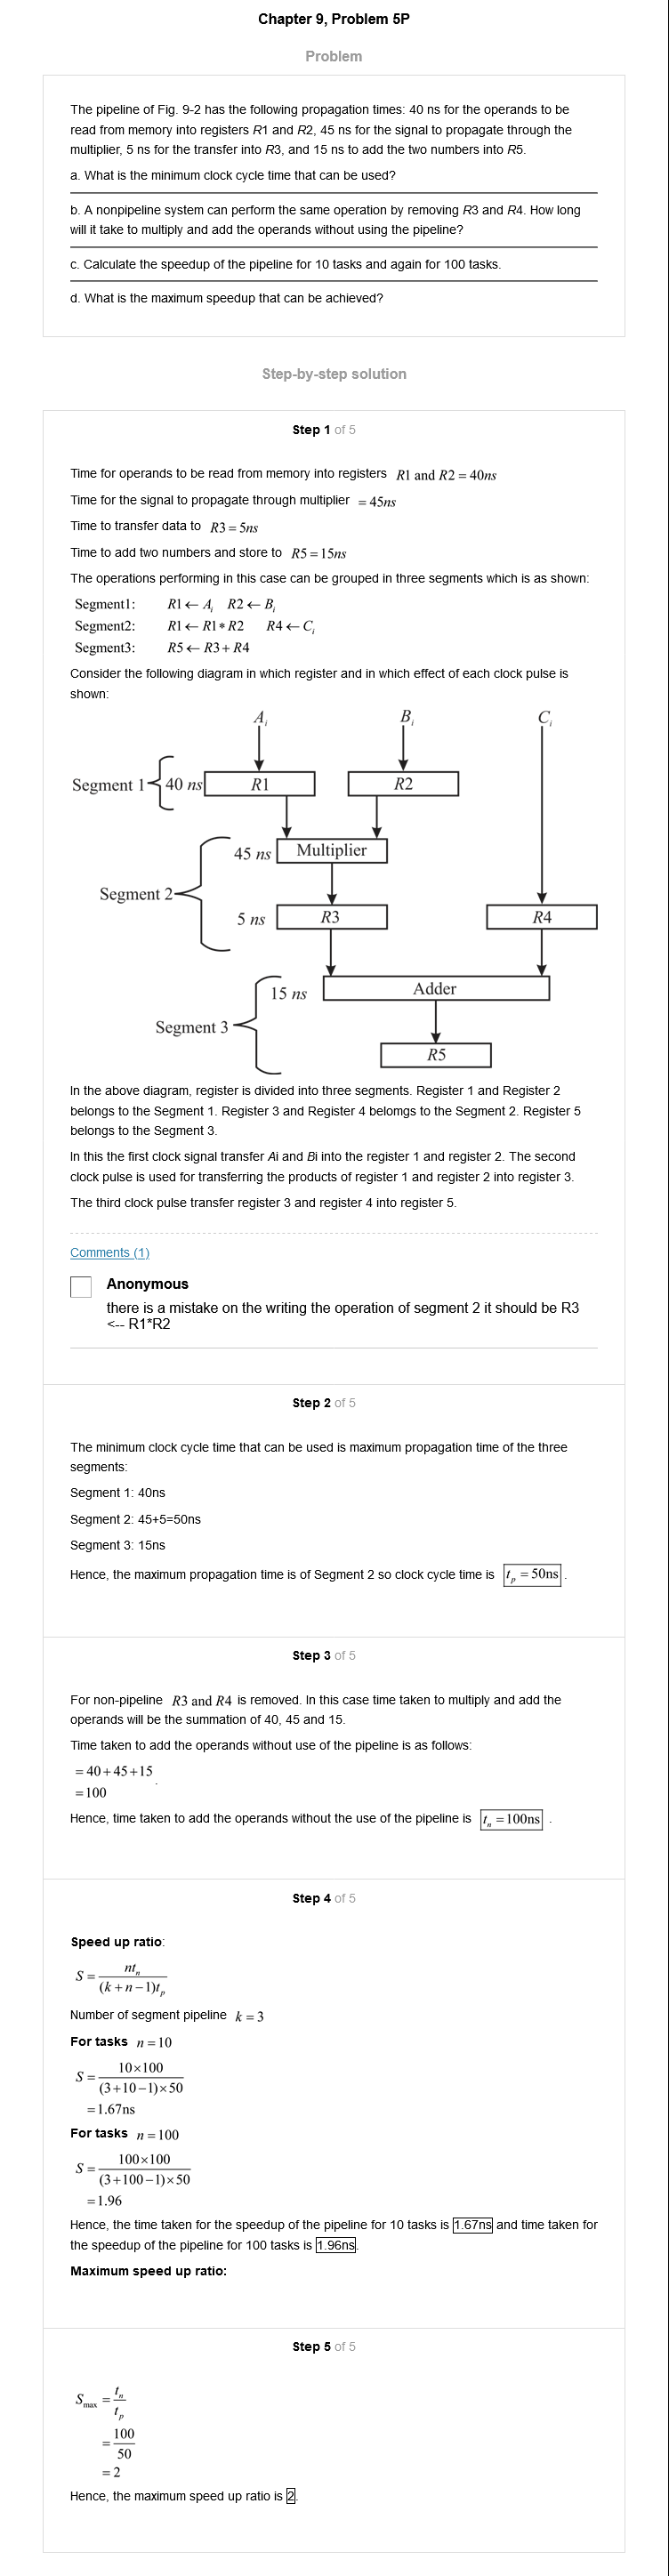 Chapter 9, Problem 5P
Problem
The pipeline of Fig. 9-2 has the following propagation times: 40 ns for the operands to be
read from memory into registers R1 and R2, 45 ns for the signal to propagate through the
multiplier, 5 ns for the transfer into R3, and 15 ns to add the two numbers into R5.
a. What is the minimum clock cycle time that can be used?
b. A nonpipeline system can perform the same operation by removing R3 and R4. How long
will it take to multiply and add the operands without using the pipeline?
c. Calculate the speedup of the pipeline for 10 tasks and again for 100 tasks.
d. What is the maximum speedup that can be achieved?
Step-by-step solution
Step 1 of 5
Time for operands to be read from memory into registers R1 and R2 = 40ns
Time for the signal to propagate through multiplier = 45ns
Time to transfer data to R3 = 5ns
Time to add two numbers and store to R5 = 15ns
The operations performing in this case can be grouped in three segments which is as shown:
Segment1: R1 ← A_i R2 ← B_i
Segment2: R1 ← R1 * R2 R4 ← C_i
Segment3: R5 ← R3 + R4
Consider the following diagram in which register and in which effect of each clock pulse is
shown:
A_i B_i C_i
Segment 1 40 ns R1 R2
45 ns Multiplier
Segment 2
5 ns R3 R4
15 ns Adder
Segment 3
R5
In the above diagram, register is divided into three segments. Register 1 and Register 2
belongs to the Segment 1. Register 3 and Register 4 belomgs to the Segment 2. Register 5
belongs to the Segment 3.
In this the first clock signal transfer Ai and Bi into the register 1 and register 2. The second
clock pulse is used for transferring the products of register 1 and register 2 into register 3.
The third clock pulse transfer register 3 and register 4 into register 5.
Comments (1)
Anonymous
there is a mistake on the writing the operation of segment 2 it should be R3
<-- R1*R2
Step 2 of 5
The minimum clock cycle time that can be used is maximum propagation time of the three
segments:
Segment 1: 40ns
Segment 2: 45+5=50ns
Segment 3: 15ns
Hence, the maximum propagation time is of Segment 2 so clock cycle time is t_p = 50ns .
Step 3 of 5
For non-pipeline R3 and R4 is removed. In this case time taken to multiply and add the
operands will be the summation of 40, 45 and 15.
Time taken to add the operands without use of the pipeline is as follows:
= 40 + 45 + 15
= 100 .
Hence, time taken to add the operands without the use of the pipeline is t_n = 100ns .
Step 4 of 5
Speed up ratio:
S = nt_n / (k + n − 1)t_p
Number of segment pipeline k = 3
For tasks n = 10
S = 10×100 / (3+10−1)×50
= 1.67ns
For tasks n = 100
S = 100×100 / (3+100−1)×50
= 1.96
Hence, the time taken for the speedup of the pipeline for 10 tasks is 1.67ns and time taken for
the speedup of the pipeline for 100 tasks is 1.96ns.
Maximum speed up ratio:
Step 5 of 5
S_max = t_n / t_p
= 100 / 50
= 2
Hence, the maximum speed up ratio is 2.